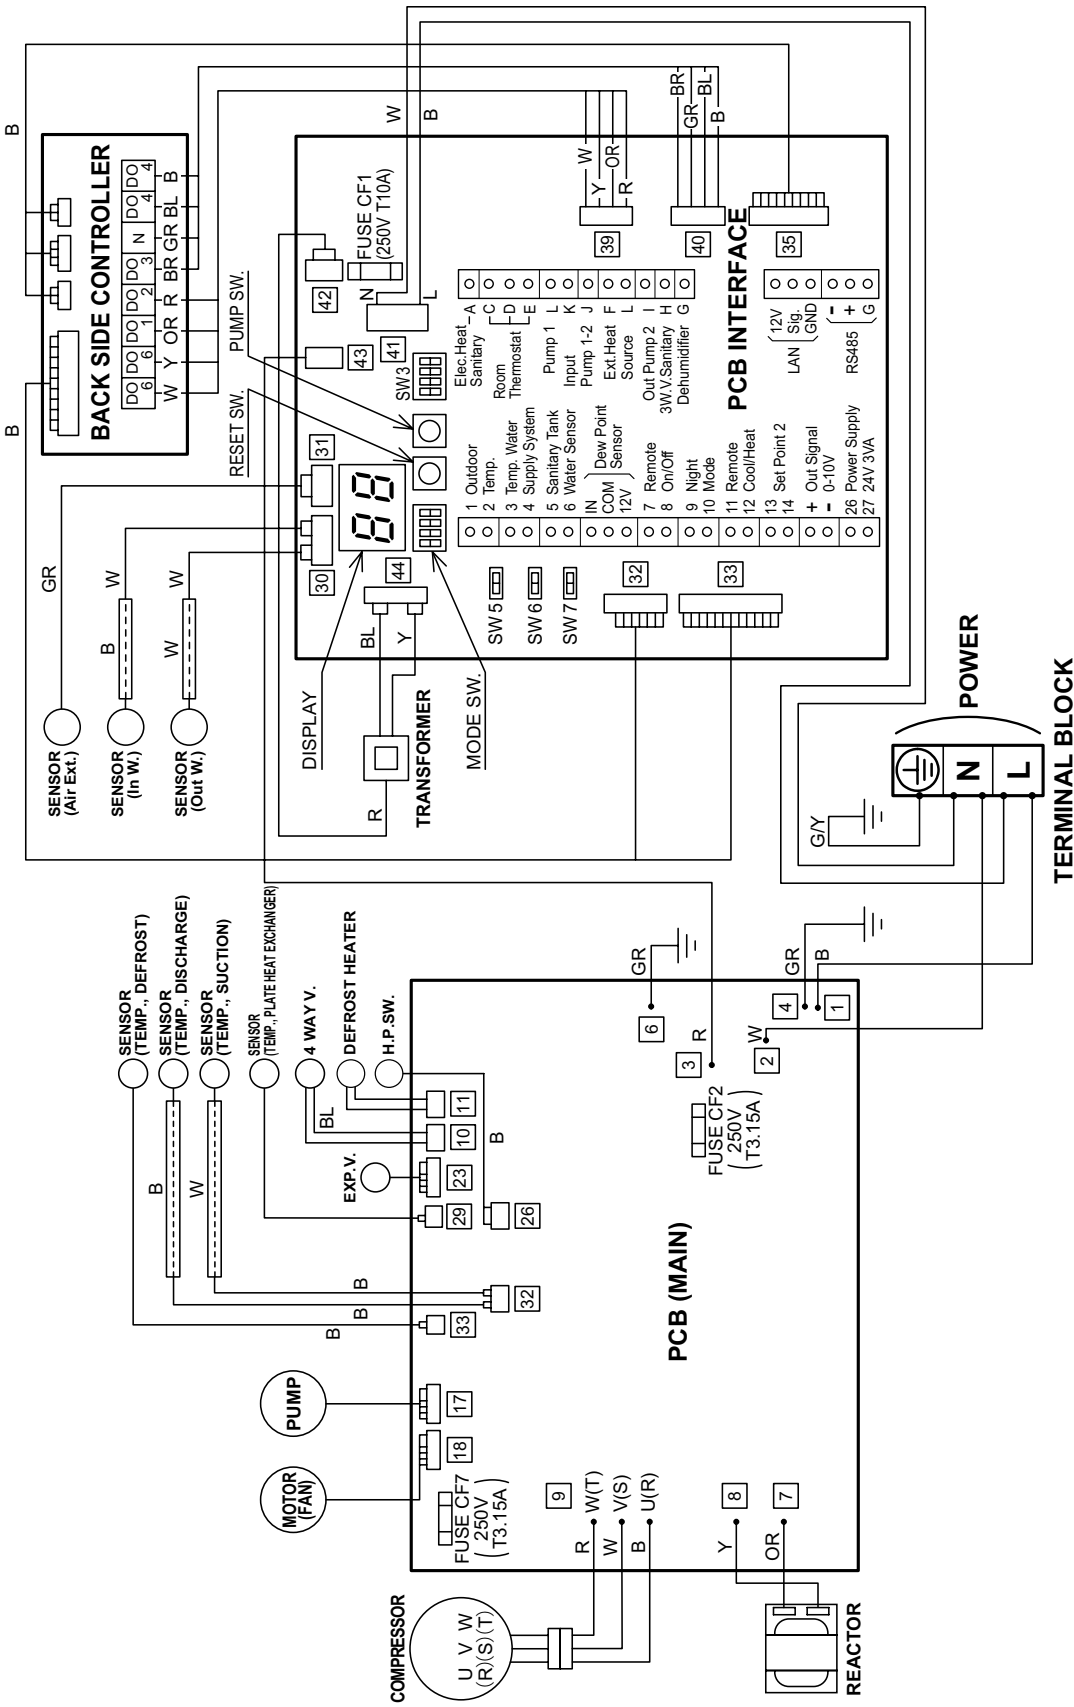 BACK SIDE CONTROLLER
DO 6
DO 6
DO 1
DO 2
DO 3
N
DO 4
DO 4
W
Y
OR
R
BR
GR
BL
B
B
B
RESET SW.
PUMP SW.
SENSOR
(Air Ext.)
GR
SENSOR
(In W.)
B
W
SENSOR
(Out W.)
W
W
31
30
DISPLAY
MODE SW.
TRANSFORMER
R
BL
Y
44
43
42
41
FUSE CF1
(250V T10A)
N
L
W
B
SW3
SW 5
SW 6
SW 7
32
33
1 Outdoor
2 Temp.
3 Temp. Water
4 Supply System
5 Sanitary Tank
6 Water Sensor
IN
COM
12V
Dew Point
Sensor
7 Remote
8 On/Off
9 Night
10 Mode
11 Remote
12 Cool/Heat
13 Set Point 2
14
+ Out Signal
- 0-10V
26 Power Supply
27 24V 3VA
Elec.Heat
Sanitary
A
Room
Thermostat
C
D
E
Pump 1 L
Input K
Pump 1-2 J
Ext.Heat F
Source L
Out Pump 2 I
3W.V.Sanitary H
Dehumidifier G
PCB INTERFACE
12V
Sig.
GND
LAN
-
+
G
RS485
39
W
Y
OR
R
40
BR
GR
BL
B
35
POWER
N
L
TERMINAL BLOCK
G/Y
SENSOR
(TEMP., DEFROST)
SENSOR
(TEMP., DISCHARGE)
SENSOR
(TEMP., SUCTION)
SENSOR
(TEMP., PLATE HEAT EXCHANGER)
4 WAY V.
DEFROST HEATER
H.P.SW.
EXP.V.
B
W
B
B
B
BL
B
33
32
29
26
23
10
11
GR
6
3
R
GR
4
B
1
W
2
FUSE CF2
250V
(T3.15A)
PCB (MAIN)
PUMP
17
MOTOR
(FAN)
18
FUSE CF7
250V
(T3.15A)
COMPRESSOR
U V W
(R)(S)(T)
9
R
W(T)
W
V(S)
B
U(R)
Y
8
OR
7
REACTOR